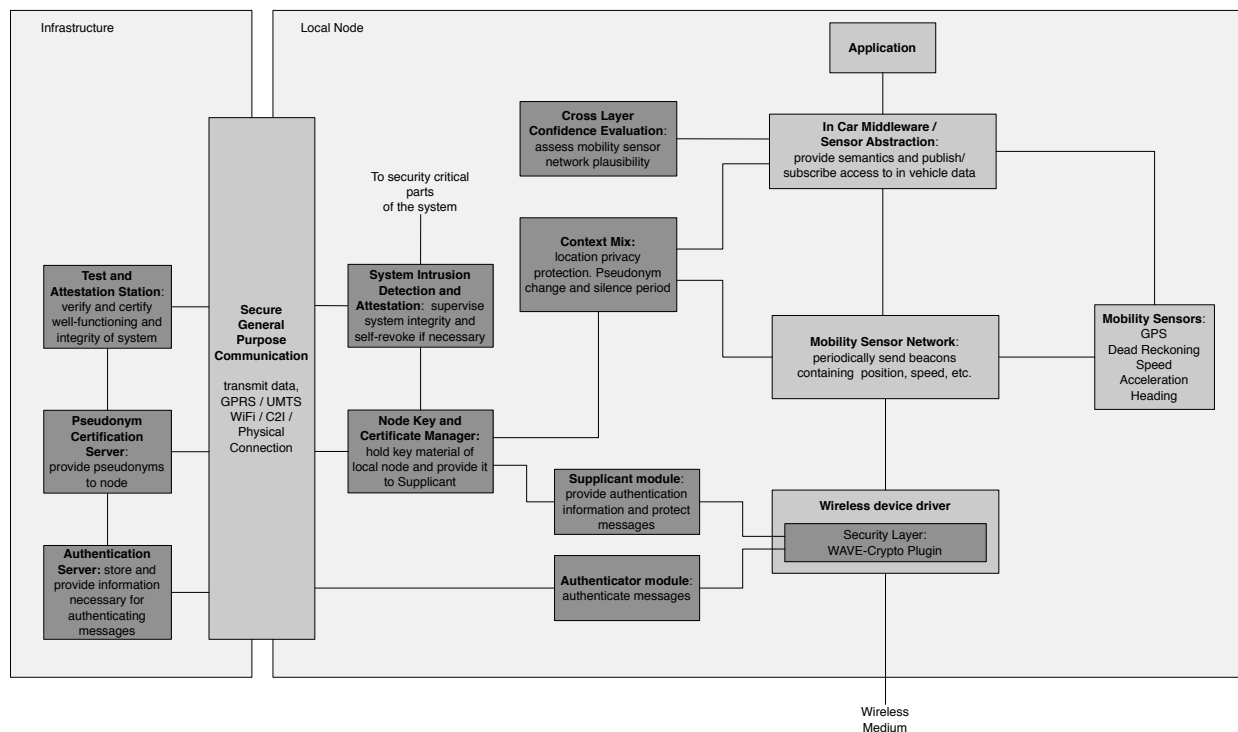 Infrastructure
Local Node
Application
Cross Layer
Confidence Evaluation:
assess mobility sensor
network plausibility
In Car Middleware /
Sensor Abstraction:
provide semantics and publish/
subscribe access to in vehicle data
To security critical
parts
of the system
Context Mix:
location privacy
protection. Pseudonym
change and silence period
Test and
Attestation Station:
verify and certify
well-functioning and
integrity of system
Secure
General
Purpose
Communication
transmit data,
GPRS / UMTS
WiFi / C2I /
Physical
Connection
System Intrusion
Detection and
Attestation: supervise
system integrity and
self-revoke if necessary
Mobility Sensor Network:
periodically send beacons
containing position, speed, etc.
Mobility Sensors:
GPS
Dead Reckoning
Speed
Acceleration
Heading
Pseudonym
Certification
Server:
provide pseudonyms
to node
Node Key and
Certificate Manager:
hold key material of
local node and provide it
to Supplicant
Supplicant module:
provide authentication
information and protect
messages
Wireless device driver
Security Layer:
WAVE-Crypto Plugin
Authentication
Server: store and
provide information
necessary for
authenticating
messages
Authenticator module:
authenticate messages
Wireless
Medium